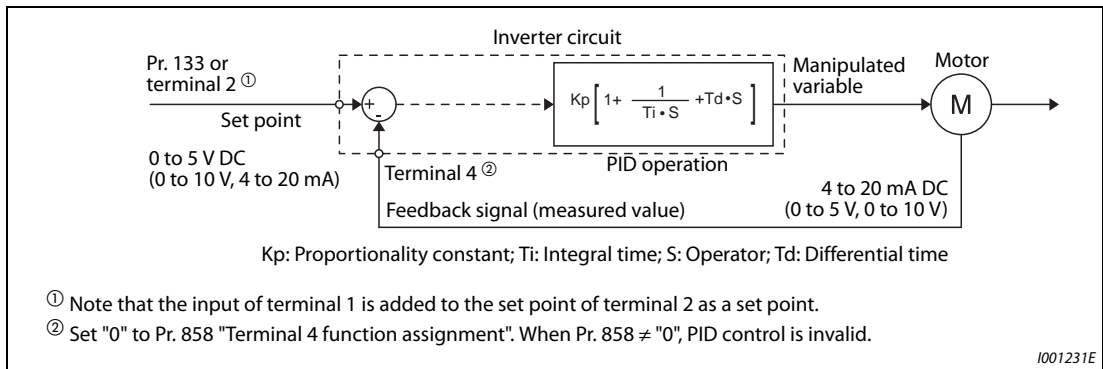 Inverter circuit
Pr. 133 or
terminal 2 ①
Set point
0 to 5 V DC
(0 to 10 V, 4 to 20 mA)
+
-
Kp[1+ 1/Ti•S +Td•S]
PID operation
Manipulated
variable
Motor
M
Terminal 4 ②
Feedback signal (measured value)
4 to 20 mA DC
(0 to 5 V, 0 to 10 V)
Kp: Proportionality constant; Ti: Integral time; S: Operator; Td: Differential time
① Note that the input of terminal 1 is added to the set point of terminal 2 as a set point.
② Set "0" to Pr. 858 "Terminal 4 function assignment". When Pr. 858 ≠ "0", PID control is invalid.
I001231E